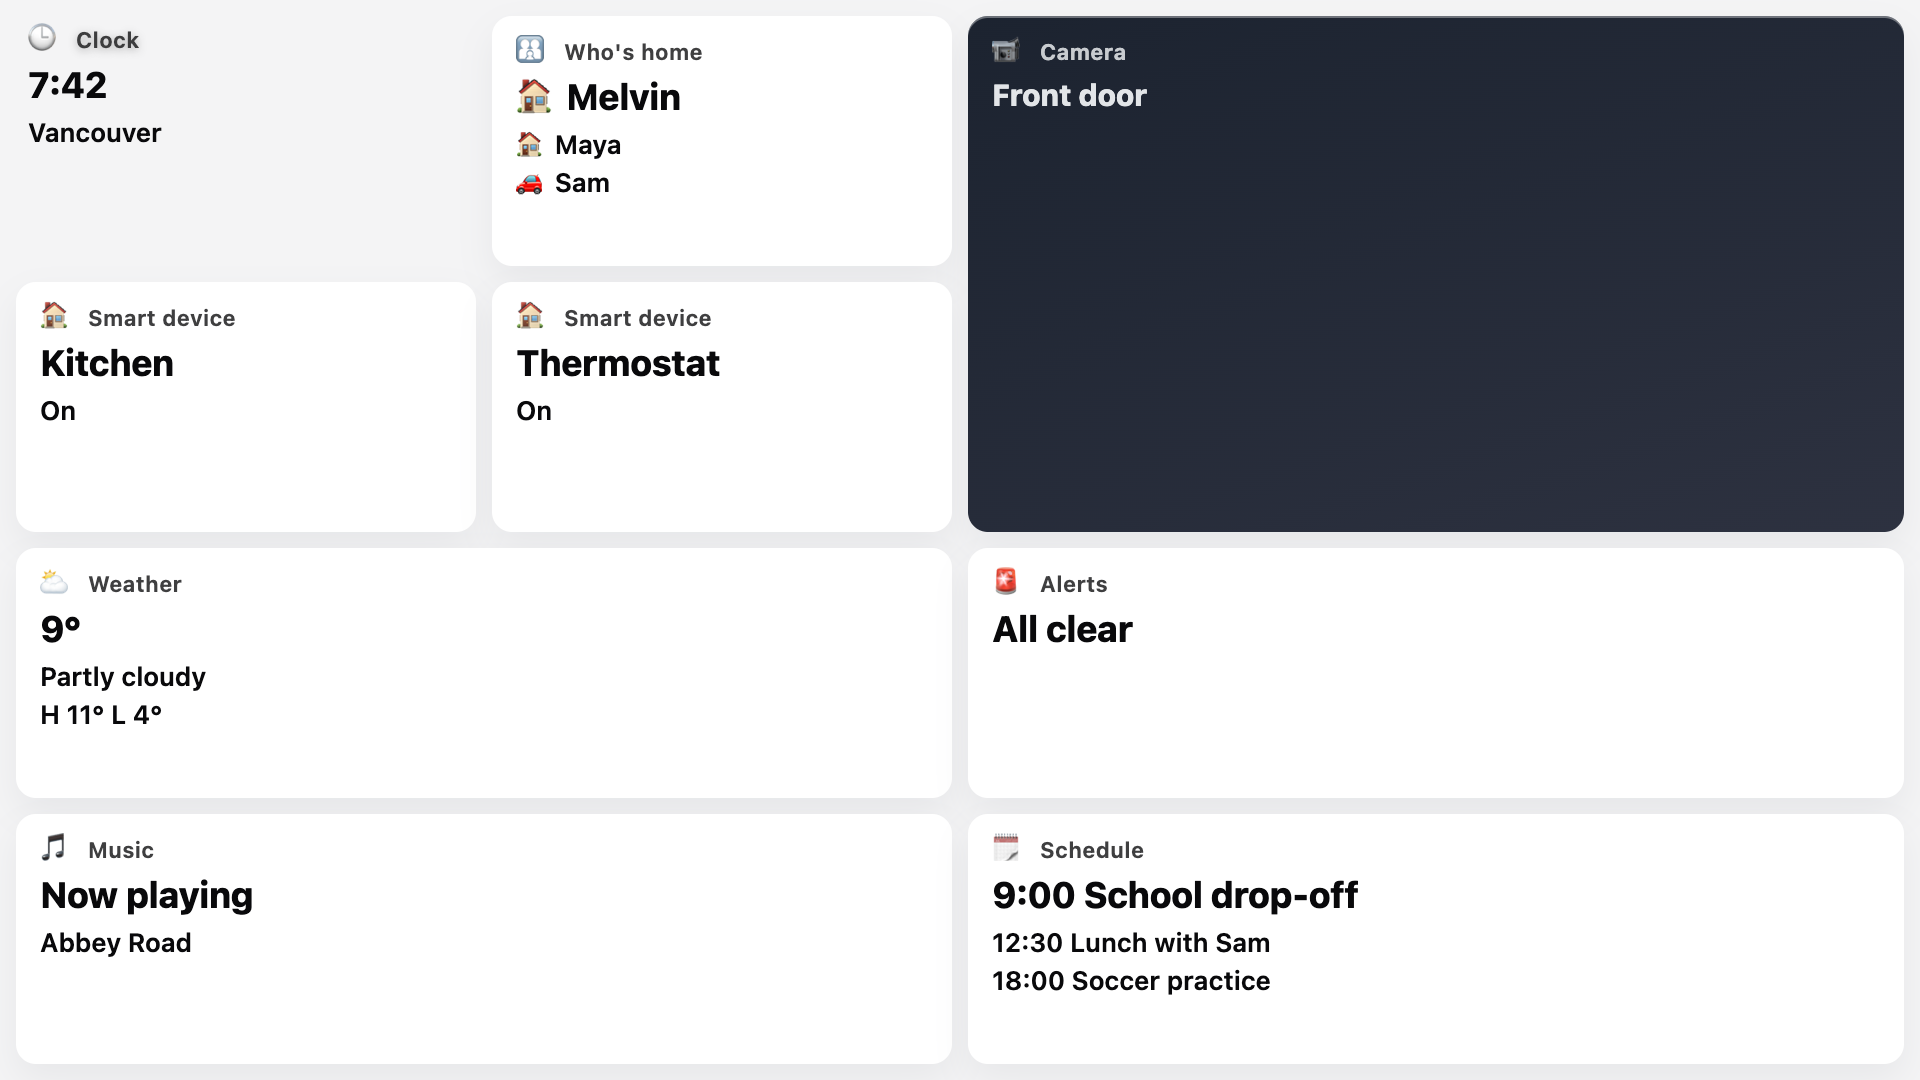 Clock
7:42
Vancouver
Who's home
Melvin
Maya
Sam
Camera
Front door
Smart device
Kitchen
On
Smart device
Thermostat
On
Weather
9°
Partly cloudy
H 11° L 4°
Alerts
All clear
Music
Now playing
Abbey Road
Schedule
9:00 School drop-off
12:30 Lunch with Sam
18:00 Soccer practice